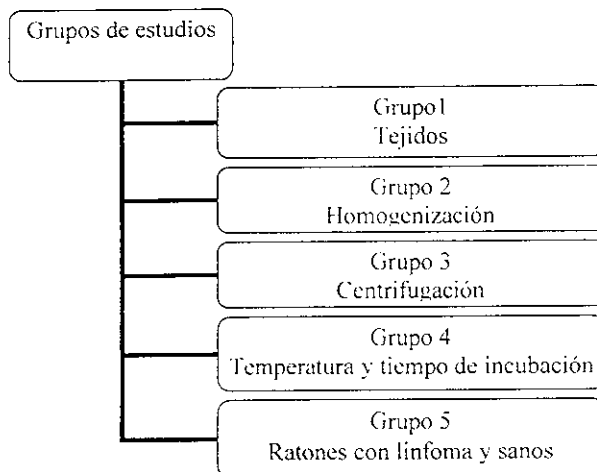 Grupos de estudios
Grupo1
Tejidos
Grupo 2
Homogenización
Grupo 3
Centrifugación
Grupo 4
Temperatura y tiempo de incubación
Grupo 5
Ratones con linfoma y sanos